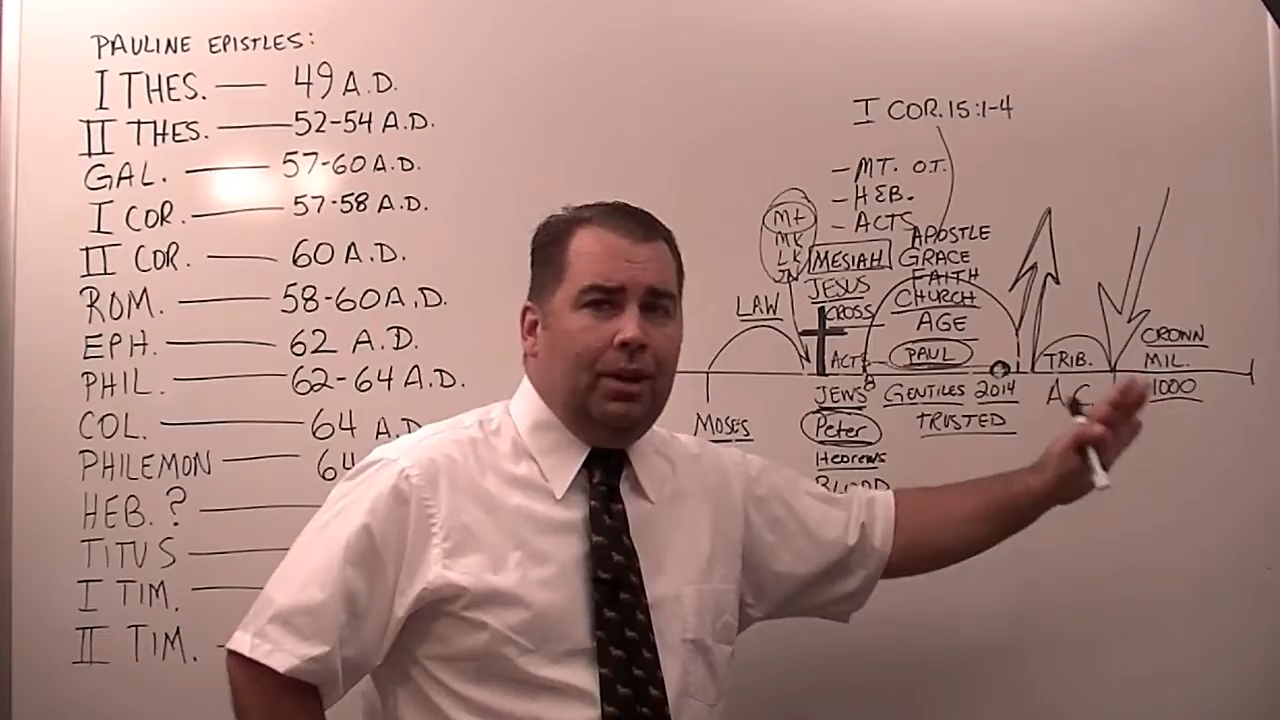 PAULINE EPISTLES:
I THES. — 49 A.D.
II THES. — 52-54 A.D.
GAL. — 57-60 A.D.
I COR. — 57-58 A.D.
II COR. — 60 A.D.
ROM. — 58-60 A.D.
EPH. — 62 A.D.
PHIL. — 62-64 A.D.
COL. — 64 A.D
PHILEMON — 64
HEB. ? —
TITUS —
I TIM. —
II TIM. -
I COR. 15:1-4
- MT. O.T.
- HEB.
- ACTS
Mt
MK
LK
JN
MESIAH
JESUS
CROSS
ACTS
APOSTLE
GRACE
FAITH
CHURCH
AGE
PAUL
LAW
MOSES
JEWS
Peter
Hebrews
BLOOD
GENTILES 2014
TRUSTED
TRIB.
A.C.
CROWN
MIL.
1000